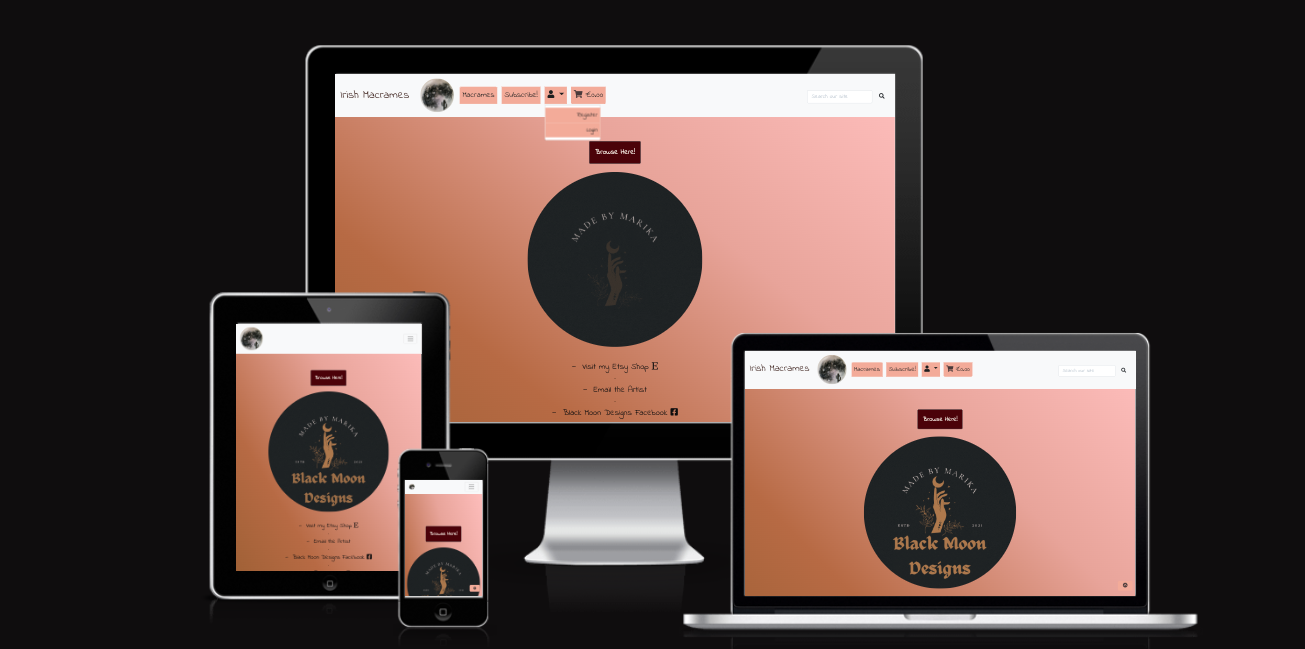 Irish Macrames Macrames Subscribe! €0.00 Search our site
Register
Login
Browse Here!
MADE BY MARIKA
- Visit my Etsy Shop E
- Email the Artist
- Black Moon Designs Facebook
Browse Here!
MADE BY MARIKA
ESTD 2021
Black Moon
Designs
- Visit my Etsy Shop E
- Email the Artist
- Black Moon Designs Facebook
Browse Here!
MADE BY MARIKA
Irish Macrames Macrames Subscribe! €0.00 Search our site
Browse Here!
MADE BY MARIKA
ESTD 2021
Black Moon
Designs